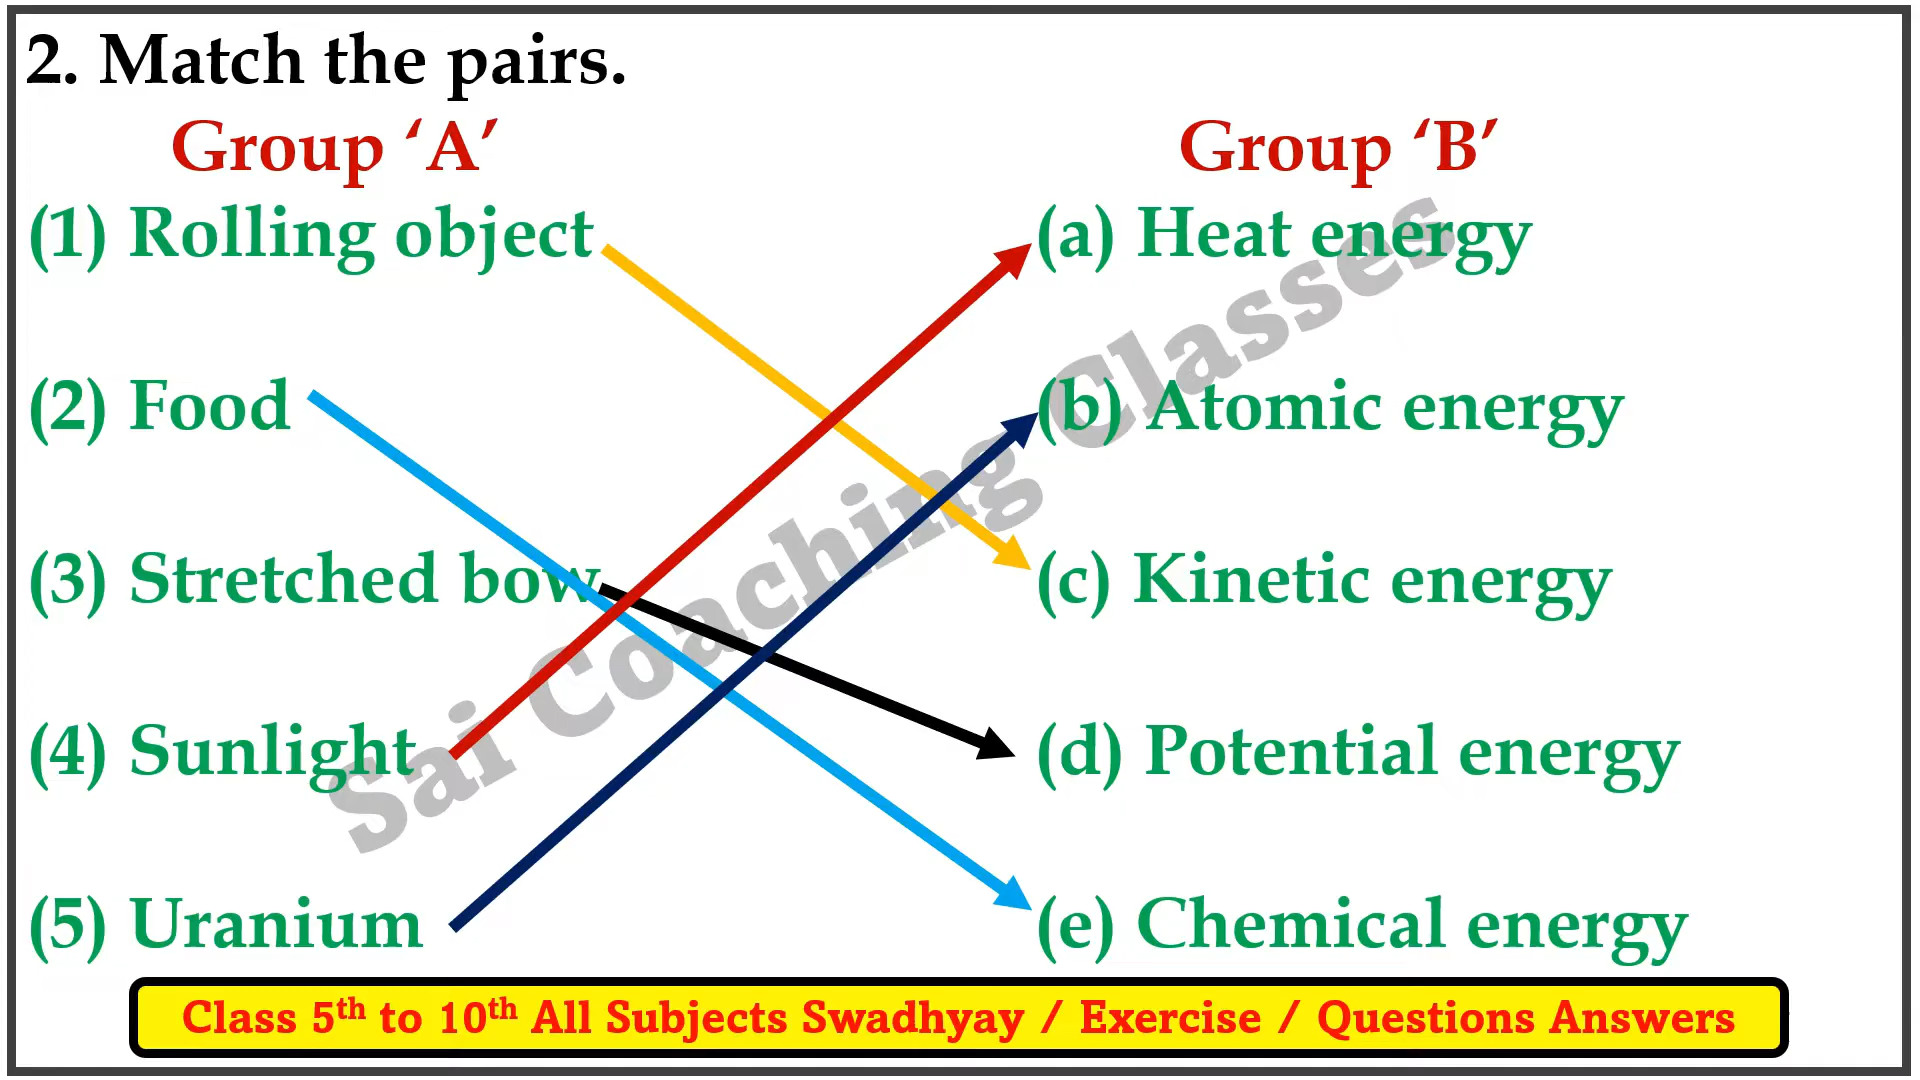 2. Match the pairs.
Group ‘A’ Group ‘B’
(1) Rolling object (a) Heat energy
(2) Food (b) Atomic energy
(3) Stretched bow (c) Kinetic energy
(4) Sunlight (d) Potential energy
(5) Uranium (e) Chemical energy
Sai Coaching Classes
Class 5th to 10th All Subjects Swadhyay / Exercise / Questions Answers